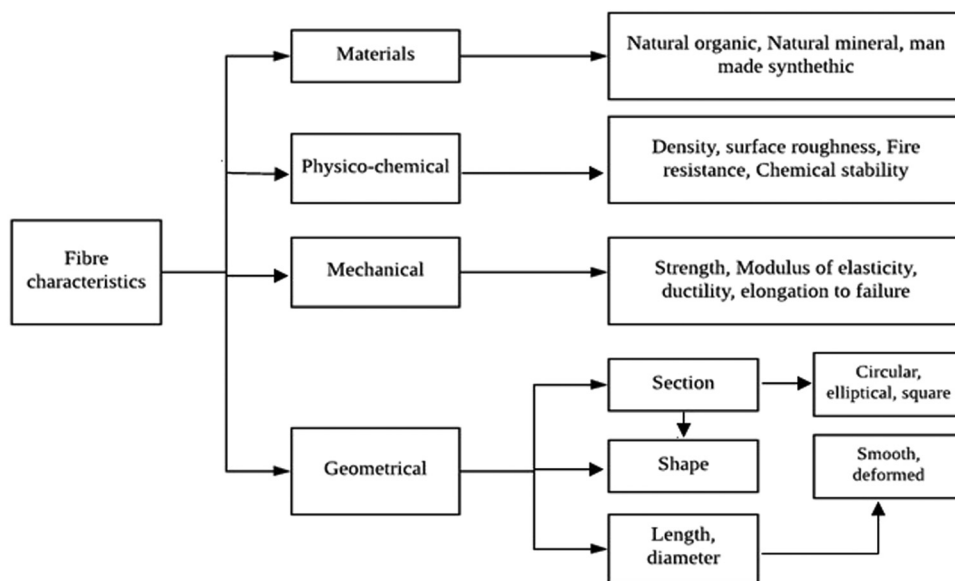 Fibre
characteristics
Materials
Natural organic, Natural mineral, man
made synthethic
Physico-chemical
Density, surface roughness, Fire
resistance, Chemical stability
Mechanical
Strength, Modulus of elasticity,
ductility, elongation to failure
Geometrical
Section
Circular,
elliptical, square
Shape
Smooth,
deformed
Length,
diameter